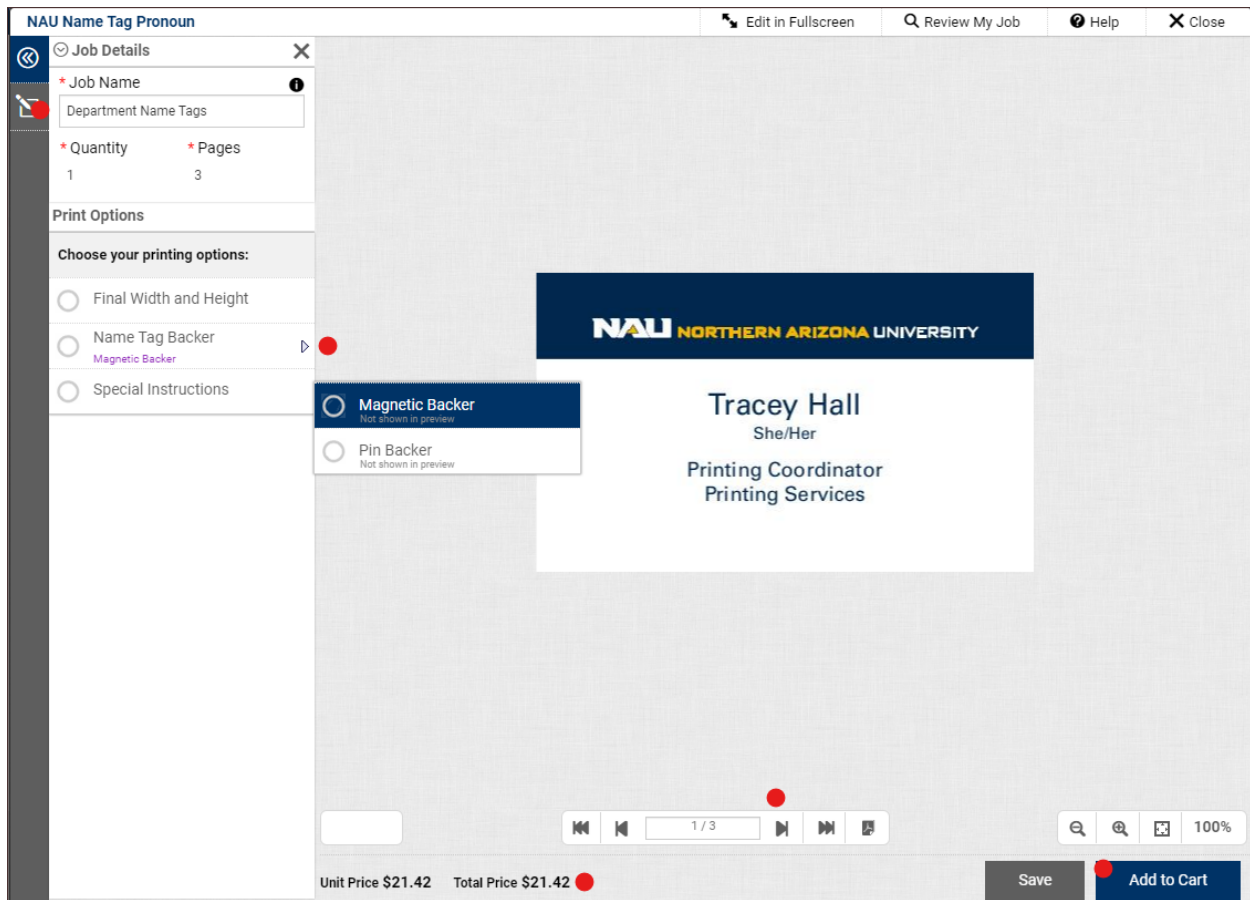 NAU Name Tag Pronoun
Edit in Fullscreen
Review My Job
Help
Close
Job Details
* Job Name
Department Name Tags
* Quantity * Pages
1 3
Print Options
Choose your printing options:
Final Width and Height
Name Tag Backer
Magnetic Backer
Special Instructions
Magnetic Backer
Not shown in preview
Pin Backer
Not shown in preview
NAU NORTHERN ARIZONA UNIVERSITY
Tracey Hall
She/Her
Printing Coordinator
Printing Services
1 / 3
100%
Unit Price $21.42 Total Price $21.42
Save
Add to Cart